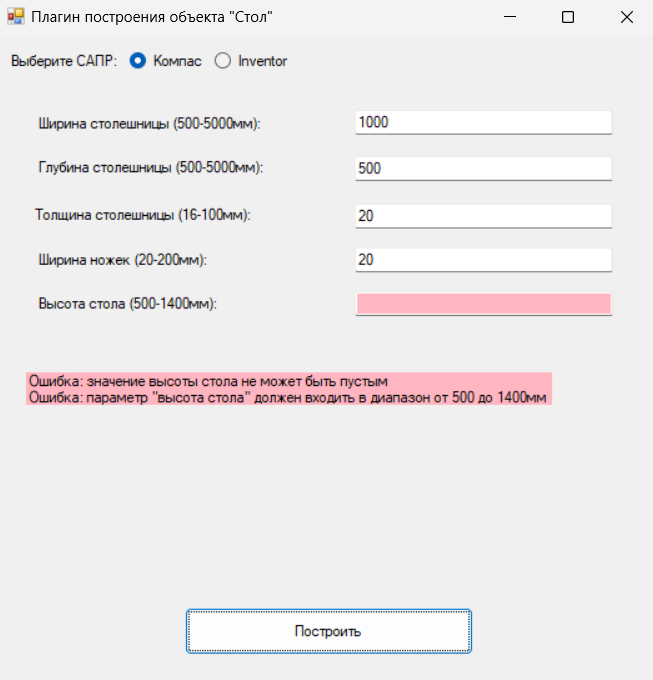 Плагин построения объекта "Стол"
Выберите САПР: Компас Inventor
Ширина столешницы (500-5000мм): 1000
Глубина столешницы (500-5000мм): 500
Толщина столешницы (16-100мм): 20
Ширина ножек (20-200мм): 20
Высота стола (500-1400мм):
Ошибка: значение высоты стола не может быть пустым
Ошибка: параметр "высота стола" должен входить в диапазон от 500 до 1400мм
Построить